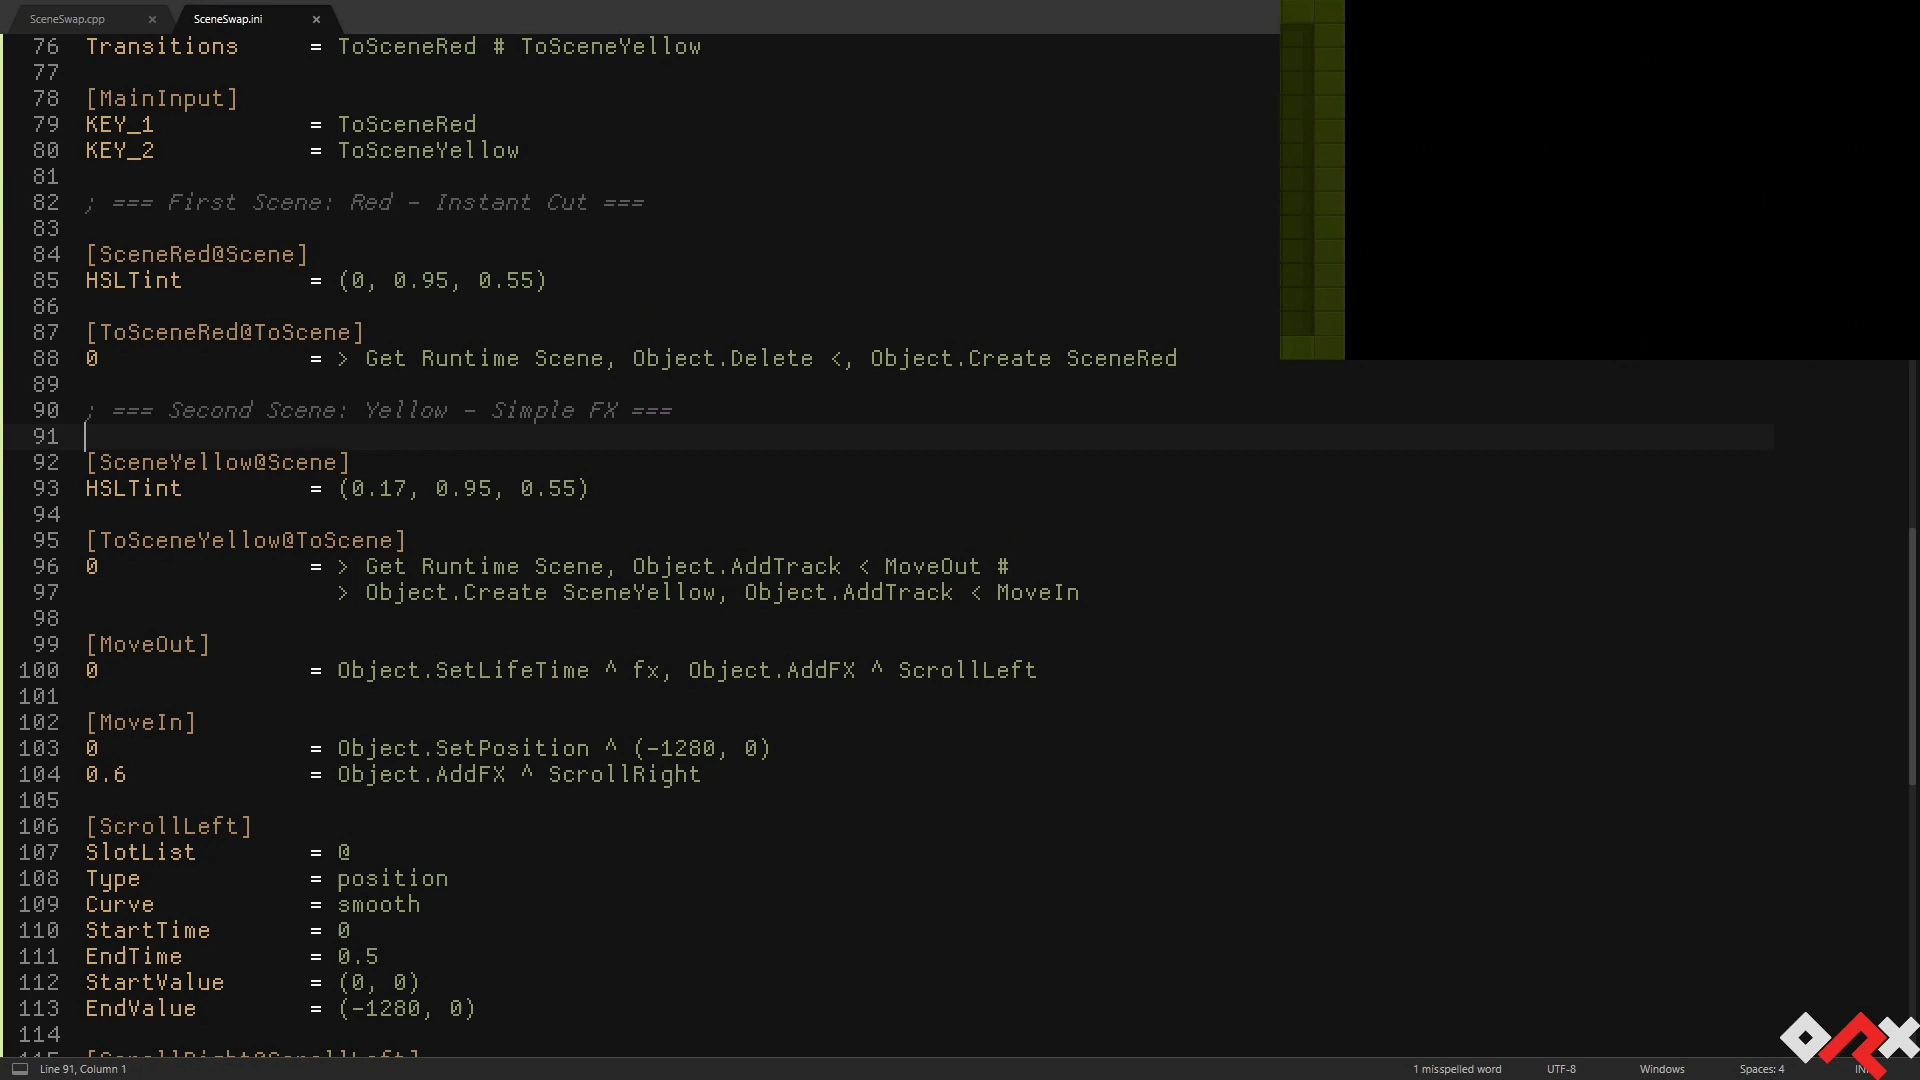 SceneSwap.cpp × SceneSwap.ini ×
76 Transitions = ToSceneRed # ToSceneYellow
77
78 [MainInput]
79 KEY_1 = ToSceneRed
80 KEY_2 = ToSceneYellow
81
82 ; === First Scene: Red - Instant Cut ===
83
84 [SceneRed@Scene]
85 HSLTint = (0, 0.95, 0.55)
86
87 [ToSceneRed@ToScene]
88 0 = > Get Runtime Scene, Object.Delete <, Object.Create SceneRed
89
90 ; === Second Scene: Yellow - Simple FX ===
91
92 [SceneYellow@Scene]
93 HSLTint = (0.17, 0.95, 0.55)
94
95 [ToSceneYellow@ToScene]
96 0 = > Get Runtime Scene, Object.AddTrack < MoveOut #
97 > Object.Create SceneYellow, Object.AddTrack < MoveIn
98
99 [MoveOut]
100 0 = Object.SetLifeTime ^ fx, Object.AddFX ^ ScrollLeft
101
102 [MoveIn]
103 0 = Object.SetPosition ^ (-1280, 0)
104 0.6 = Object.AddFX ^ ScrollRight
105
106 [ScrollLeft]
107 SlotList = @
108 Type = position
109 Curve = smooth
110 StartTime = 0
111 EndTime = 0.5
112 StartValue = (0, 0)
113 EndValue = (-1280, 0)
114
115 [ScrollRight@ScrollLeft]
Line 91, Column 1 1 misspelled word UTF-8 Windows Spaces: 4
ORX